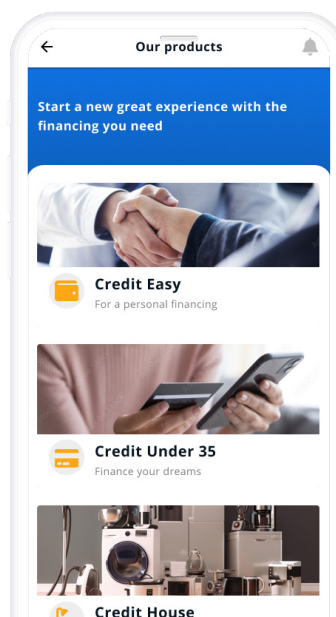 Our products
Start a new great experience with the
financing you need
Credit Easy
For a personal financing
Credit Under 35
Finance your dreams
Credit House